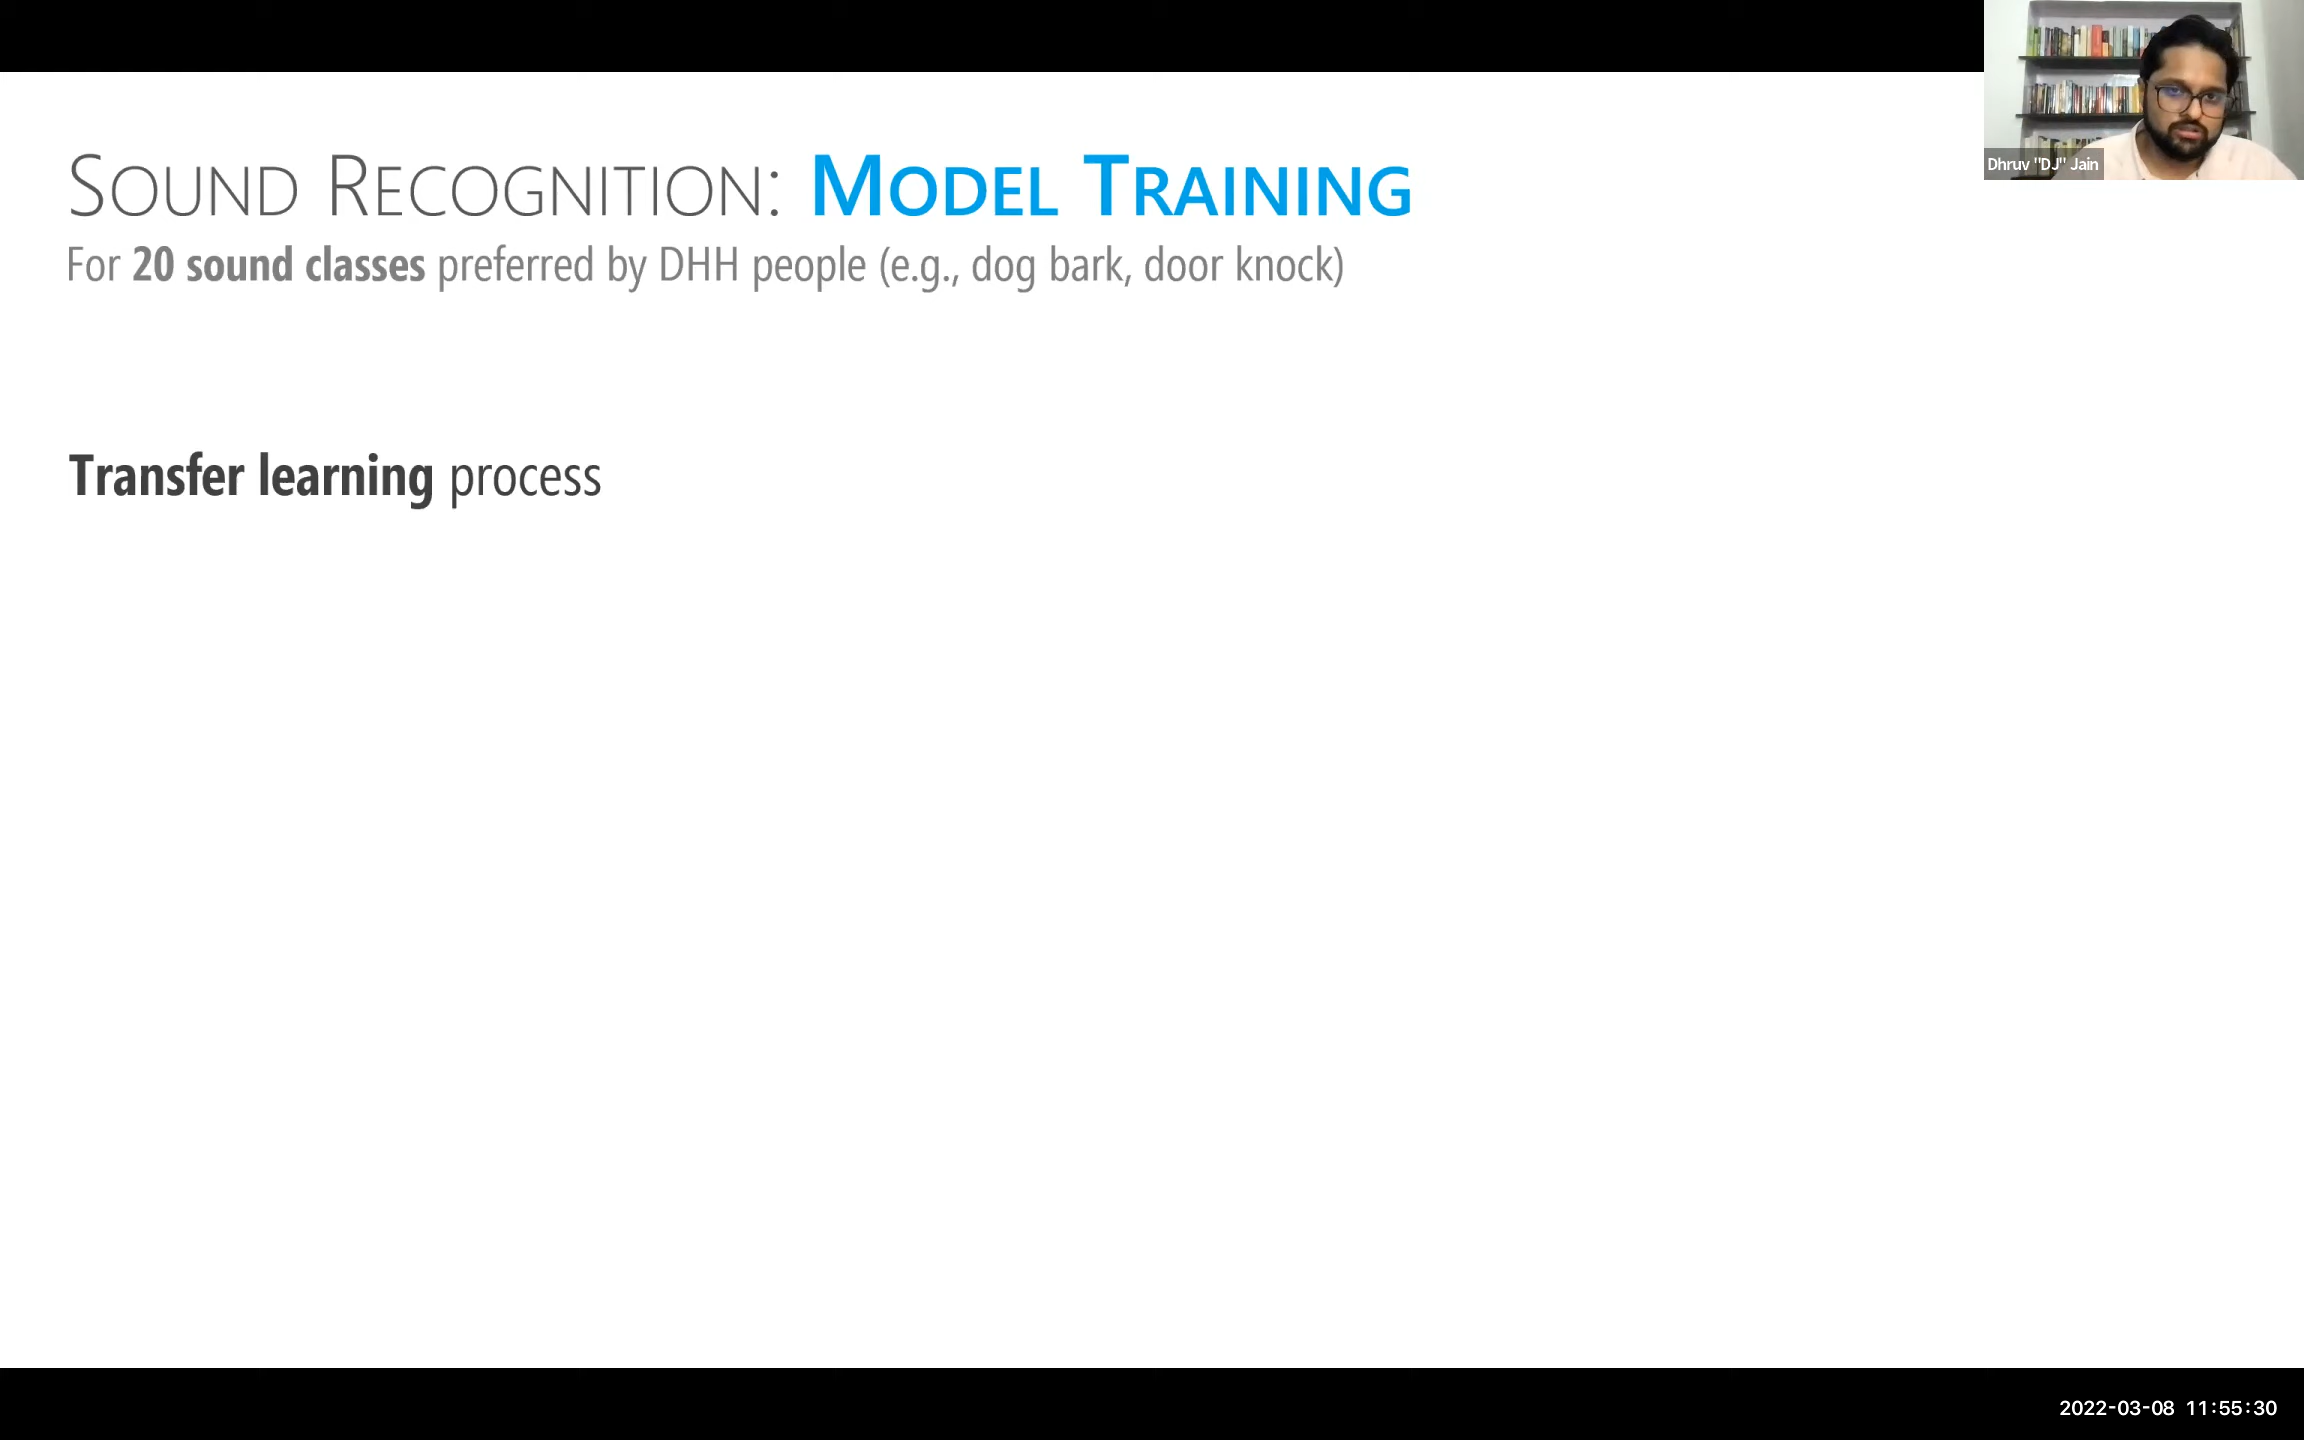 Sound Recognition: Model Training
For 20 sound classes preferred by DHH people (e.g., dog bark, door knock)
Transfer learning process
Dhruv "DJ" Jain
2022-03-08 11:55:30